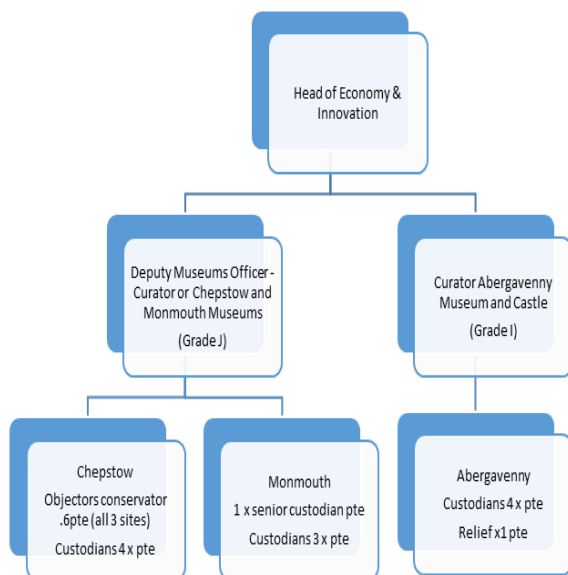 Head of Economy &
Innovation
Deputy Museums Officer -
Curator or Chepstow and
Monmouth Museums
(Grade J)
Curator Abergavenny
Museum and Castle
(Grade I)
Chepstow
Objectors conservator
.6pte (all 3 sites)
Custodians 4 x pte
Monmouth
1 x senior custodian pte
Custodians 3 x pte
Abergavenny
Custodians 4 x pte
Relief x1 pte